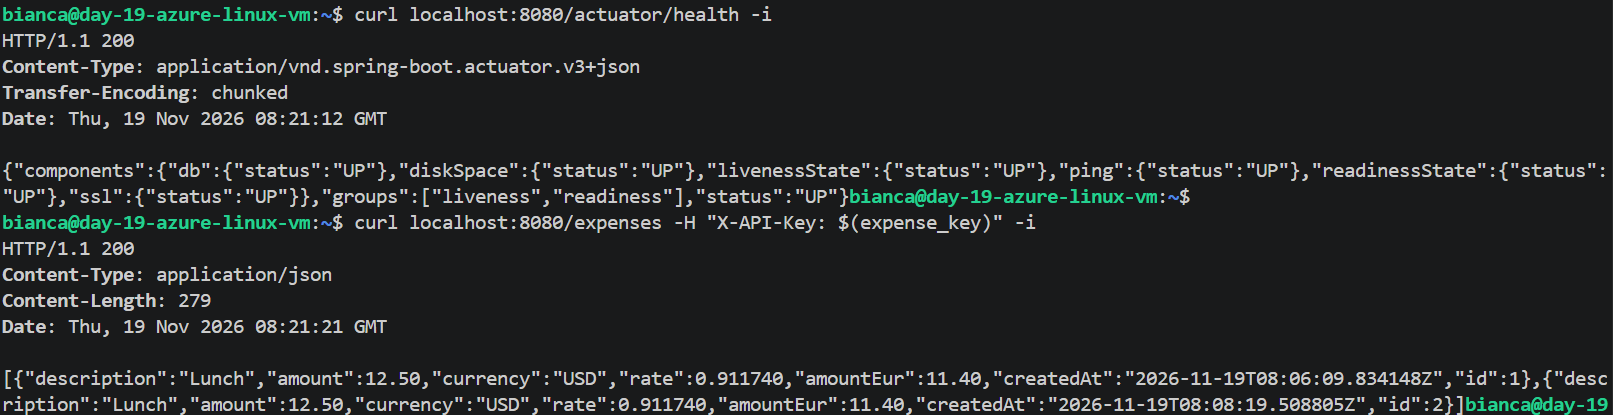 bianca@day-19-azure-linux-vm:~$ curl localhost:8080/actuator/health -i
HTTP/1.1 200
Content-Type: application/vnd.spring-boot.actuator.v3+json
Transfer-Encoding: chunked
Date: Thu, 19 Nov 2026 08:21:12 GMT

{"components":{"db":{"status":"UP"},"diskSpace":{"status":"UP"},"livenessState":{"status":"UP"},"ping":{"status":"UP"},"readinessState":{"status":
"UP"},"ssl":{"status":"UP"}},"groups":["liveness","readiness"],"status":"UP"}bianca@day-19-azure-linux-vm:~$
bianca@day-19-azure-linux-vm:~$ curl localhost:8080/expenses -H "X-API-Key: $(expense_key)" -i
HTTP/1.1 200
Content-Type: application/json
Content-Length: 279
Date: Thu, 19 Nov 2026 08:21:21 GMT

[{"description":"Lunch","amount":12.50,"currency":"USD","rate":0.911740,"amountEur":11.40,"createdAt":"2026-11-19T08:06:09.834148Z","id":1},{"desc
ription":"Lunch","amount":12.50,"currency":"USD","rate":0.911740,"amountEur":11.40,"createdAt":"2026-11-19T08:08:19.508805Z","id":2}]bianca@day-19